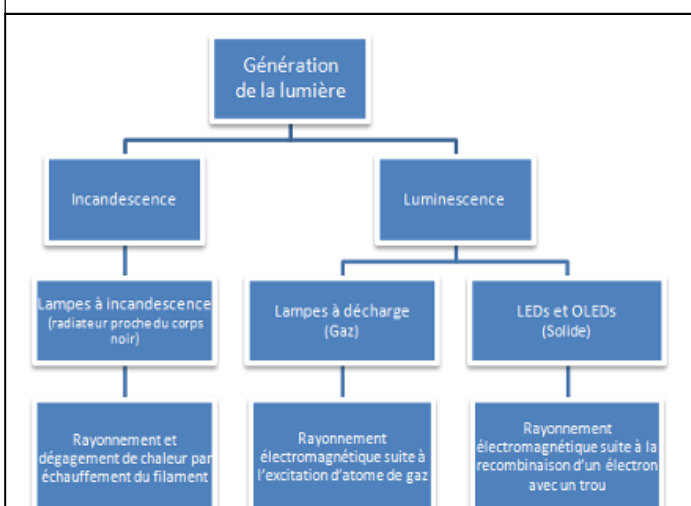 Génération
de la lumière
Incandescence
Luminescence
Lampes à incandescence
(radiateur proche du corps
noir)
Lampes à décharge
(Gaz)
LEDs et OLEDs
(Solide)
Rayonnement et
dégagement de chaleur par
échauffement du filament
Rayonnement
électromagnétique suite à
l'excitation d'atome de gaz
Rayonnement
électromagnétique suite à la
recombinaison d'un électron
avec un trou